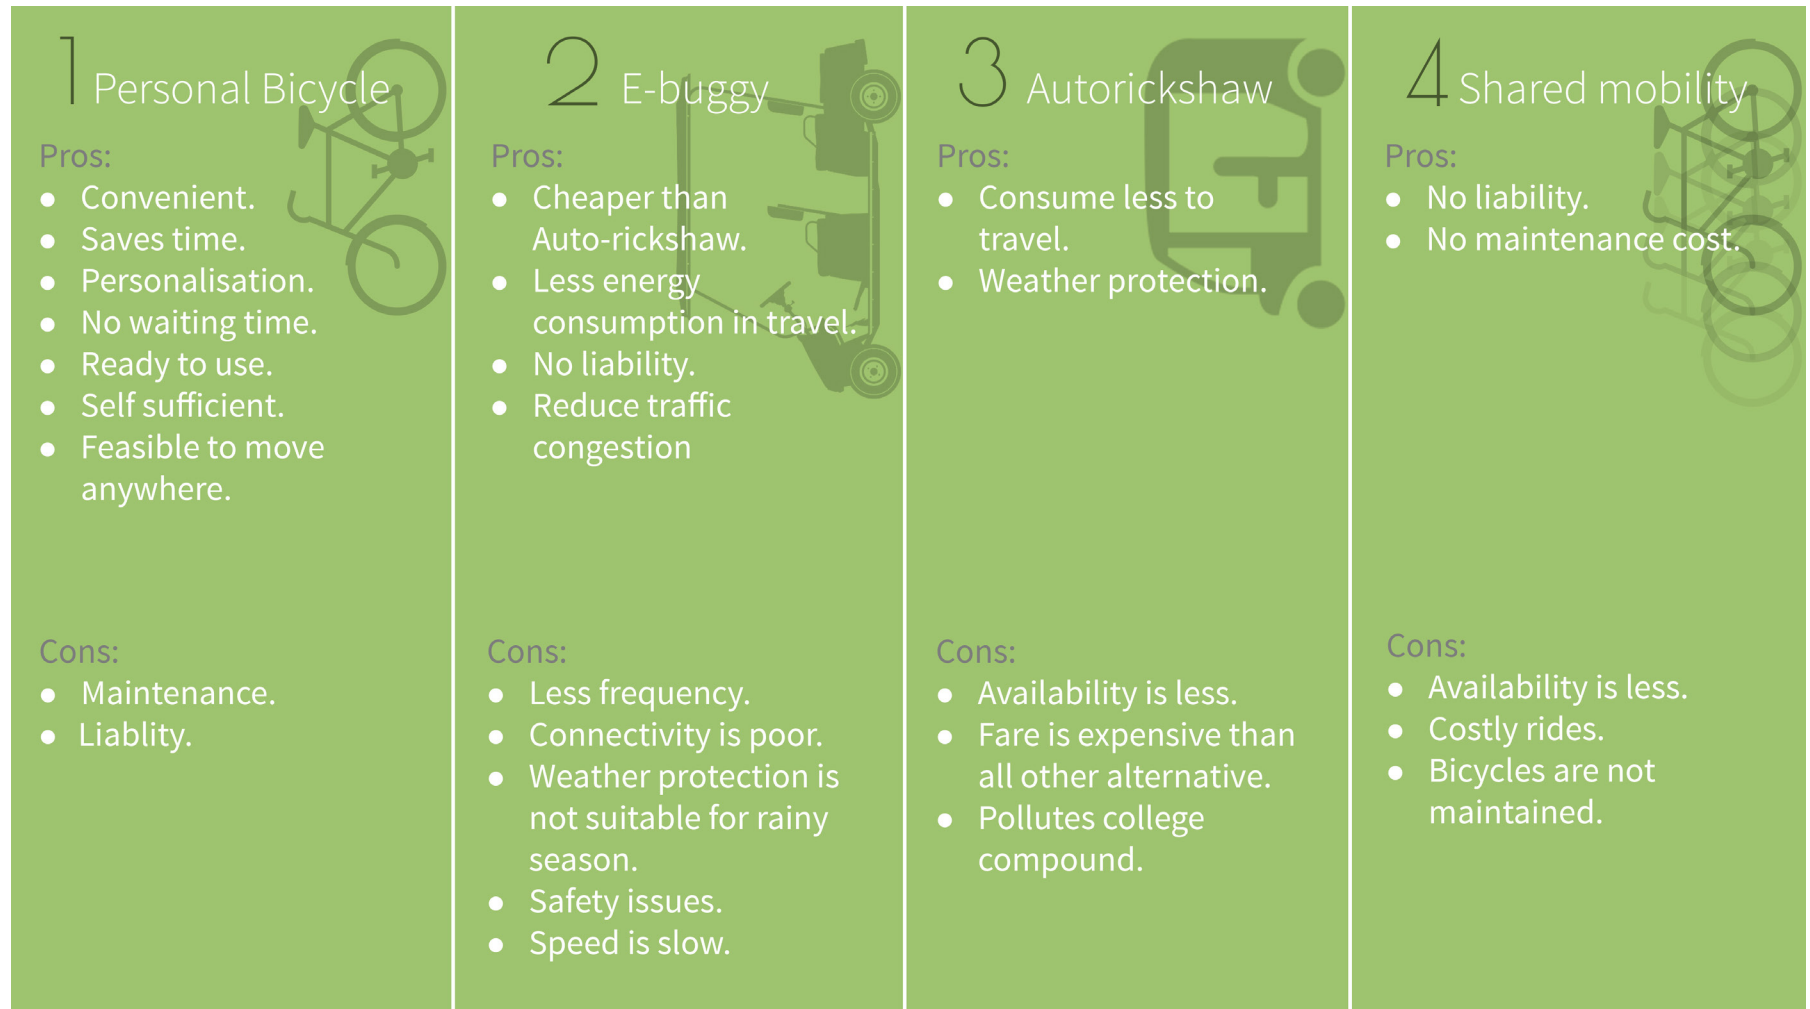 1 Personal Bicycle
Pros:
● Convenient.
● Saves time.
● Personalisation.
● No waiting time.
● Ready to use.
● Self sufficient.
● Feasible to move
anywhere.
Cons:
● Maintenance.
● Liablity.
2 E-buggy
Pros:
● Cheaper than
Auto-rickshaw.
● Less energy
consumption in travel.
● No liability.
● Reduce traffic
congestion
Cons:
● Less frequency.
● Connectivity is poor.
● Weather protection is
not suitable for rainy
season.
● Safety issues.
● Speed is slow.
3 Autorickshaw
Pros:
● Consume less to
travel.
● Weather protection.
Cons:
● Availability is less.
● Fare is expensive than
all other alternative.
● Pollutes college
compound.
4 Shared mobility
Pros:
● No liability.
● No maintenance cost.
Cons:
● Availability is less.
● Costly rides.
● Bicycles are not
maintained.